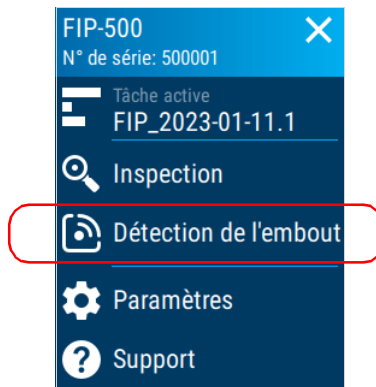 FIP-500
N° de série: 500001
Tâche active
FIP_2023-01-11.1
Inspection
Détection de l'embout
Paramètres
Support